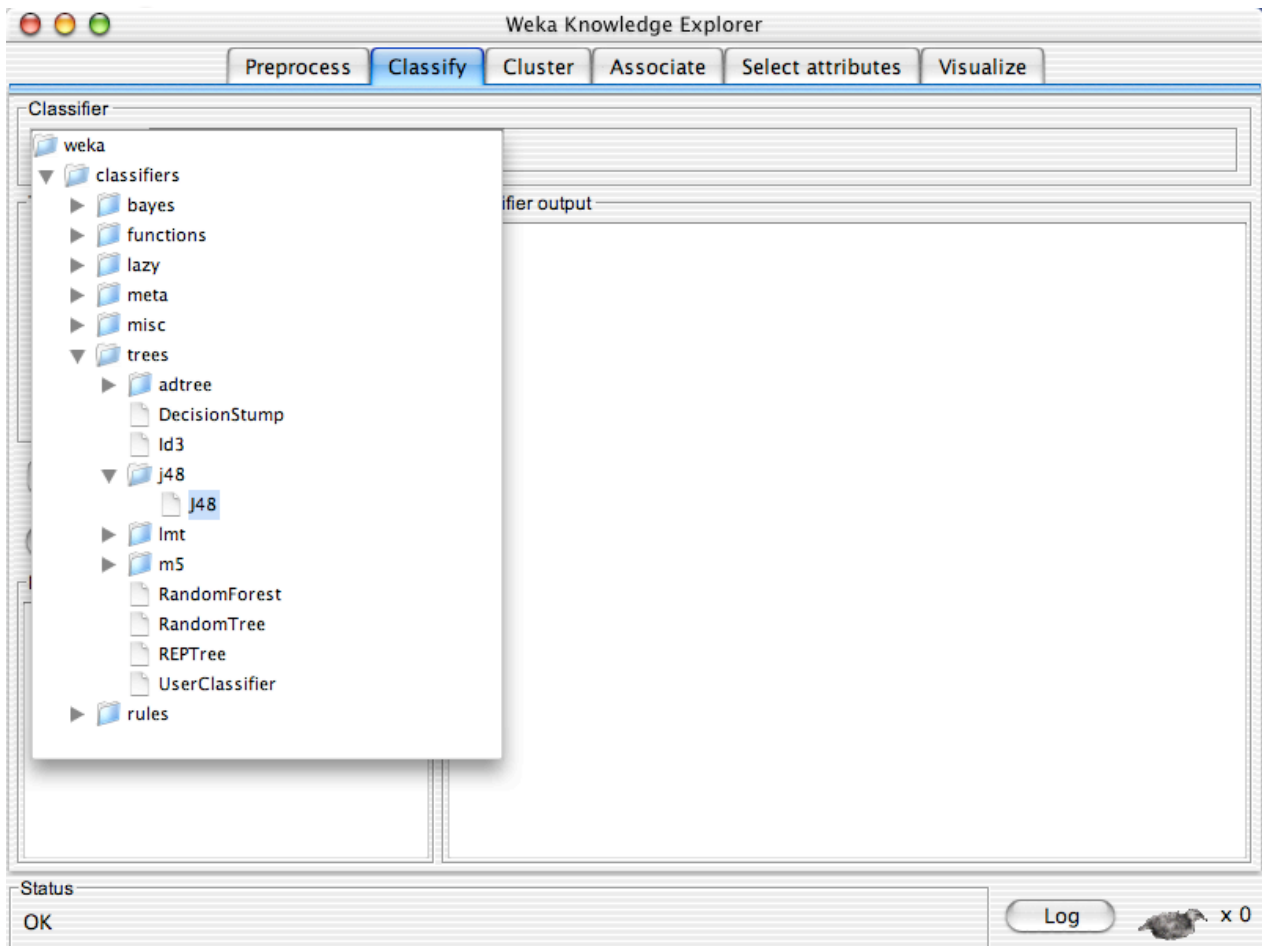 Weka Knowledge Explorer
Preprocess Classify Cluster Associate Select attributes Visualize
Classifier
weka
classifiers
bayes
ifier output
functions
lazy
meta
misc
trees
adtree
DecisionStump
Id3
j48
J48
lmt
m5
RandomForest
RandomTree
REPTree
UserClassifier
rules
Status
OK
Log
x 0